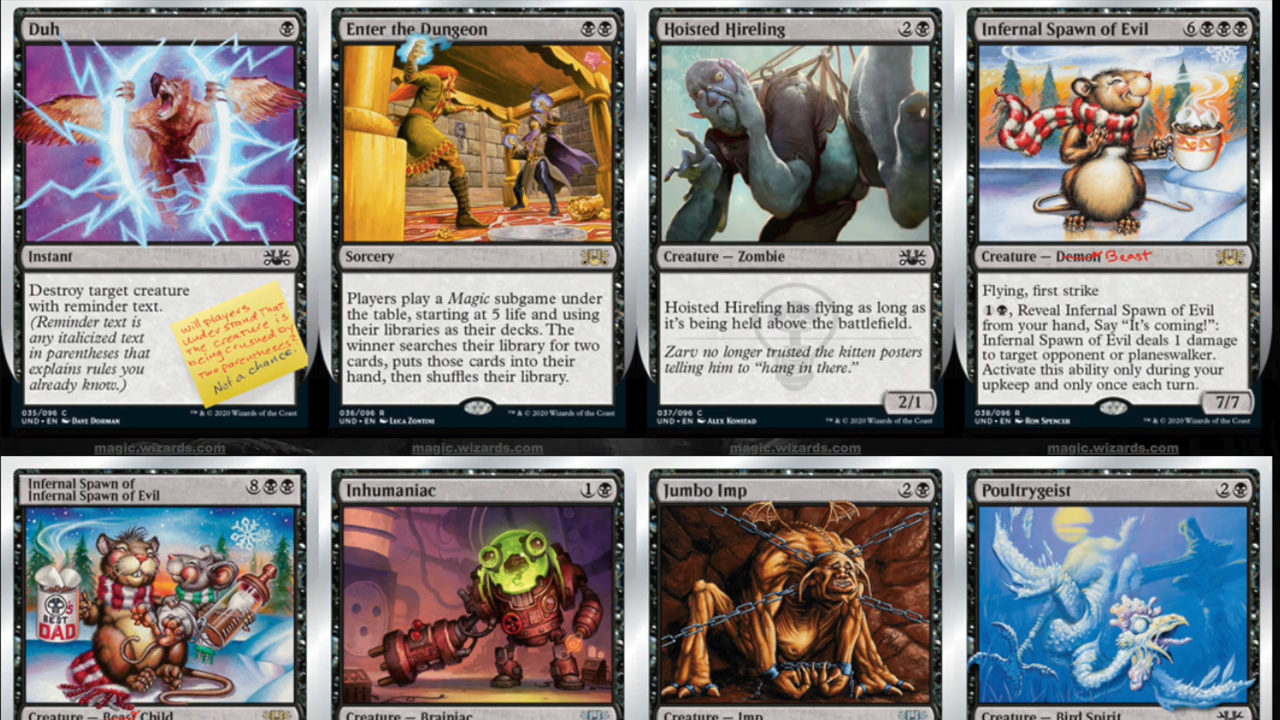 Duh
Enter the Dungeon
Hoisted Hireling 2
Infernal Spawn of Evil 6
Instant
Sorcery
Creature — Zombie
Creature — Demon Beast
Destroy target creature
with reminder text.
(Reminder text is
any italicized text
in parentheses that
explains rules you
already know.)
Will players
understand that
the creature is
being crushed by
two parentheses?
Not a chance.
035/096 C
UND • EN Dave Dorman
™ & © 2020 Wizards of the Coast
Players play a Magic subgame under
the table, starting at 5 life and using
their libraries as their decks. The
winner searches their library for two
cards, puts those cards into their
hand, then shuffles their library.
036/096 R
UND • EN Luca Zontini
™ & © 2020 Wizards of the Coast
Hoisted Hireling has flying as long as
it's being held above the battlefield.
Zarv no longer trusted the kitten posters
telling him to “hang in there.”
2/1
037/096 C
UND • EN Alex Konstad
™ & © 2020 Wizards of the Coast
Flying, first strike
1, Reveal Infernal Spawn of Evil
from your hand, Say “It's coming!”:
Infernal Spawn of Evil deals 1 damage
to target opponent or planeswalker.
Activate this ability only during your
upkeep and only once each turn.
7/7
038/096 R
UND • EN Ron Spencer
™ & © 2020 Wizards of the Coast
magic.wizards.com
magic.wizards.com
magic.wizards.com
magic.wizards.com
Infernal Spawn of
Infernal Spawn of Evil 8
Inhumaniac 1
Jumbo Imp 2
Poultrygeist 2
'S
BEST
DAD
Creature — Beast Child
Creature — Brainiac
Creature — Imp
Creature — Bird Spirit